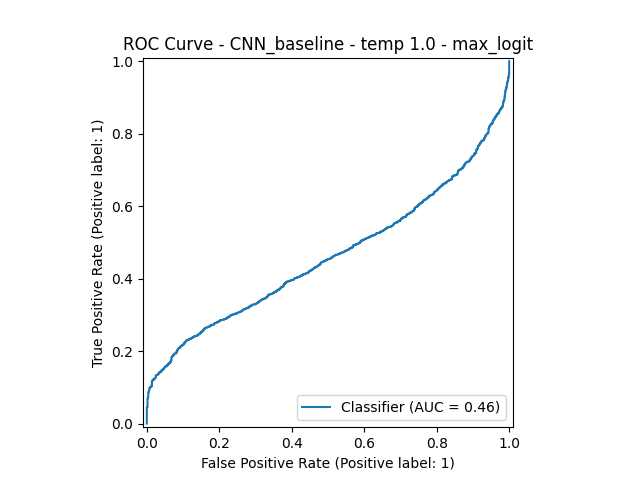 ROC Curve - CNN_baseline - temp 1.0 - max_logit
True Positive Rate (Positive label: 1)
1.0
0.8
0.6
0.4
0.2
0.0
Classifier (AUC = 0.46)
0.0 0.2 0.4 0.6 0.8 1.0
False Positive Rate (Positive label: 1)